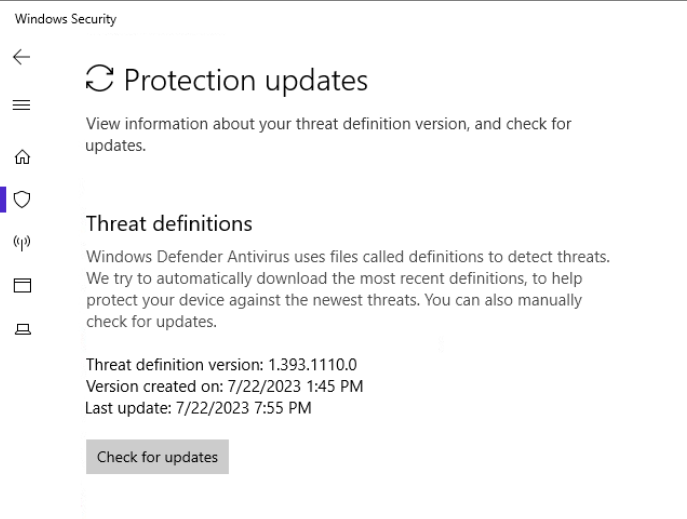 Windows Security
Protection updates
View information about your threat definition version, and check for
updates.
Threat definitions
Windows Defender Antivirus uses files called definitions to detect threats.
We try to automatically download the most recent definitions, to help
protect your device against the newest threats. You can also manually
check for updates.
Threat definition version: 1.393.1110.0
Version created on: 7/22/2023 1:45 PM
Last update: 7/22/2023 7:55 PM
Check for updates